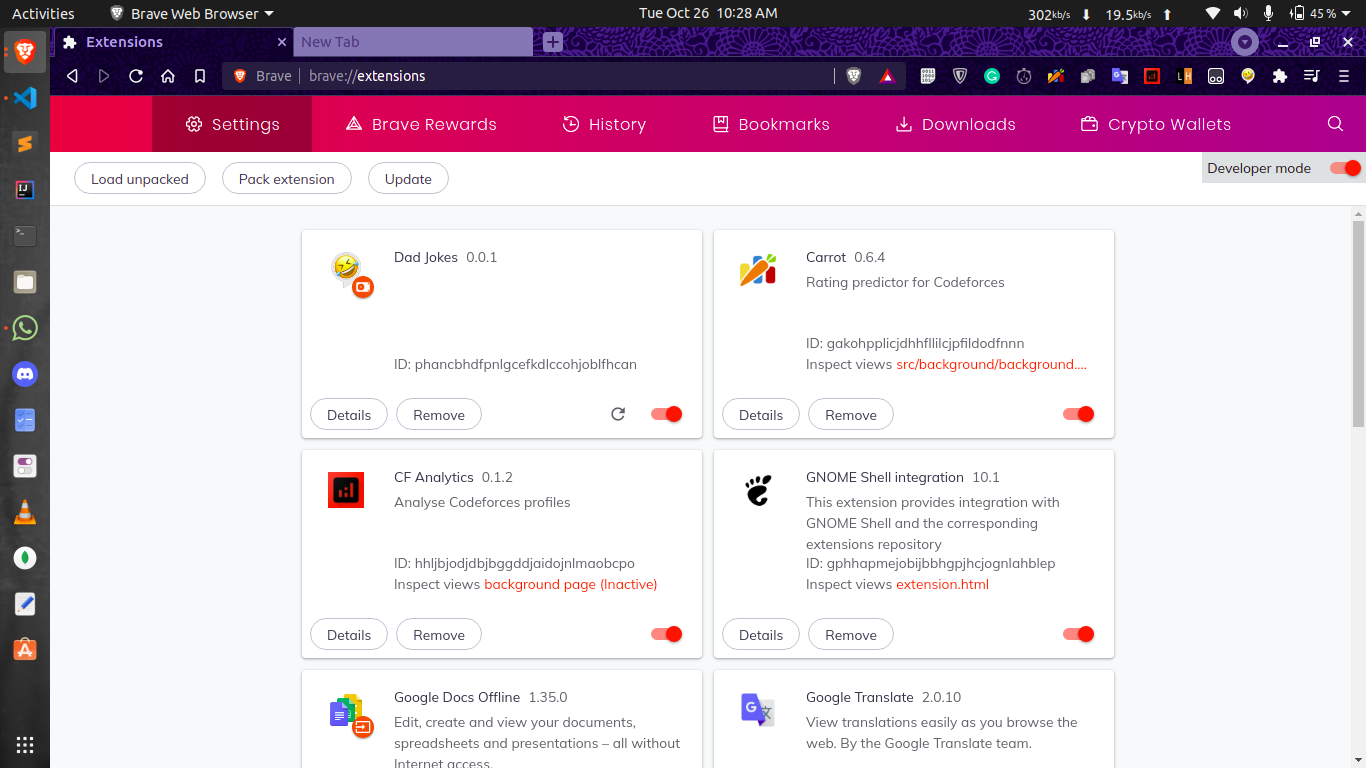 Activities
Brave Web Browser
Tue Oct 26 10:28 AM
302kb/s
19.5kb/s
45 %
Extensions
New Tab
Brave
brave://extensions
Settings
Brave Rewards
History
Bookmarks
Downloads
Crypto Wallets
Load unpacked
Pack extension
Update
Developer mode
Dad Jokes 0.0.1
ID: phancbhdfpnlgcefkdlccohjoblfhcan
Details
Remove
Carrot 0.6.4
Rating predictor for Codeforces
ID: gakohpplicjdhhfllilcjpfildodfnnn
Inspect views src/background/background....
Details
Remove
CF Analytics 0.1.2
Analyse Codeforces profiles
ID: hhljbjodjdbjbggddjaidojnlmaobcpo
Inspect views background page (Inactive)
Details
Remove
GNOME Shell integration 10.1
This extension provides integration with
GNOME Shell and the corresponding
extensions repository
ID: gphhapmejobijbbhgpjhcjognlahblep
Inspect views extension.html
Details
Remove
Google Docs Offline 1.35.0
Edit, create and view your documents,
spreadsheets and presentations – all without
Internet access.
Google Translate 2.0.10
View translations easily as you browse the
web. By the Google Translate team.